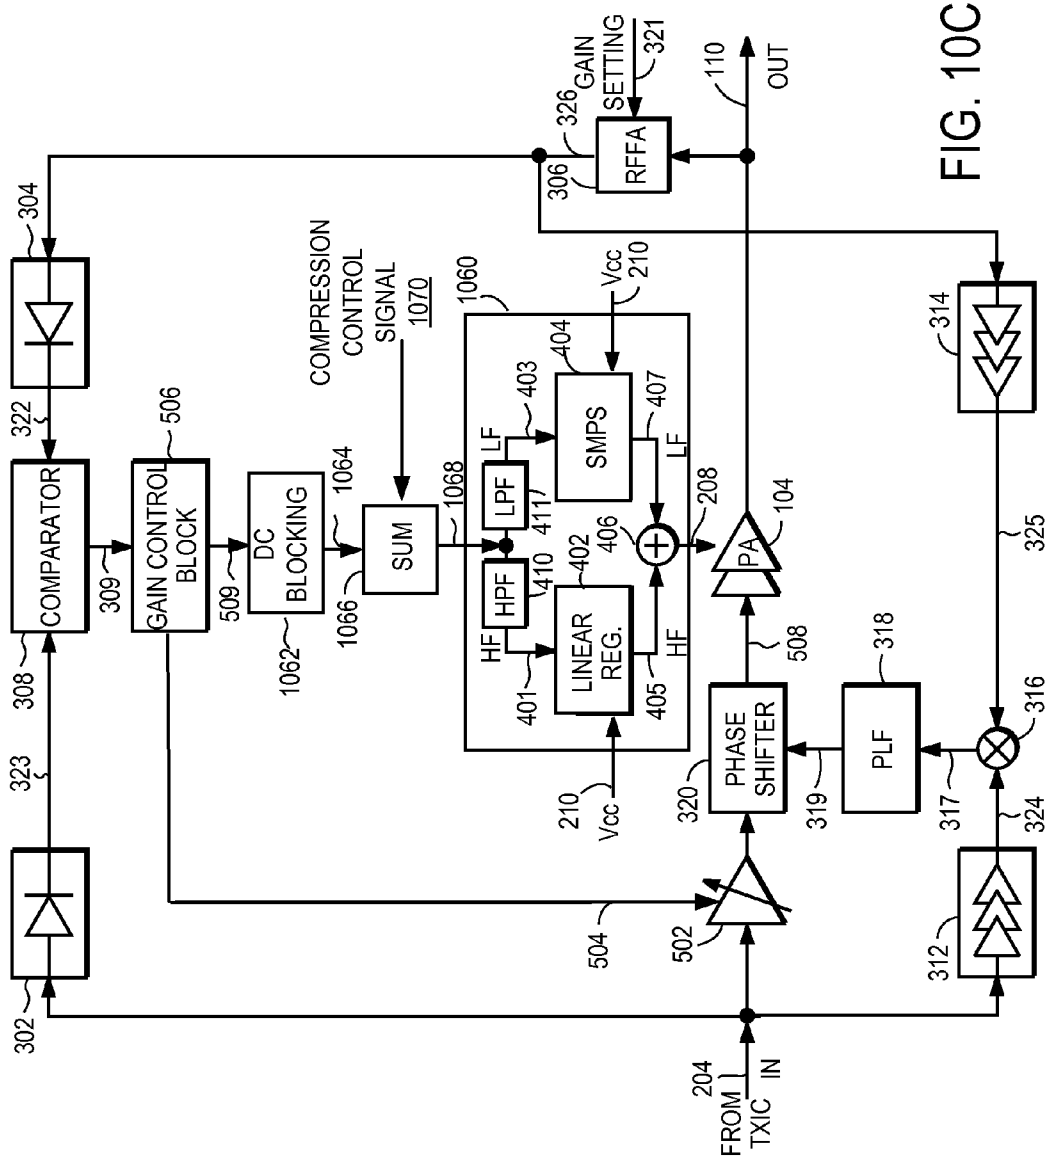 302
323
308
COMPARATOR
322
304
309
GAIN CONTROL
BLOCK
506
509
DC
BLOCKING
1062
1064
1066
SUM
COMPRESSION
CONTROL
SIGNAL
1070
1068
1060
HF
HPF
410
LPF
411
LF
401
403
LINEAR
REG.
402
SMPS
404
210
Vcc
Vcc
210
405
HF
406
407
LF
208
326
306
RFFA
GAIN
SETTING
321
504
502
320
PHASE
SHIFTER
508
PA
104
110
OUT
FROM
TXIC
204
IN
319
PLF
318
317
316
324
312
325
314
FIG. 10C